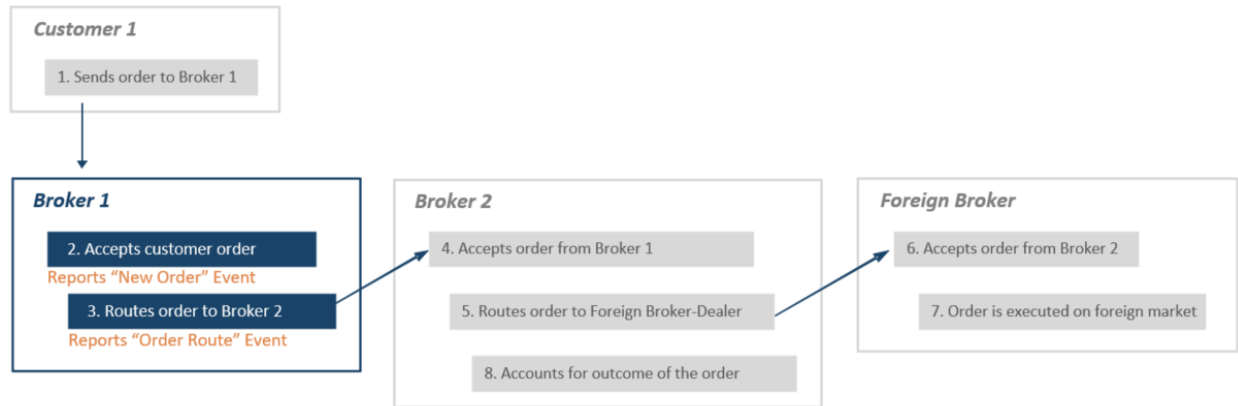 Customer 1
1. Sends order to Broker 1
Broker 1
2. Accepts customer order
Reports “New Order” Event
3. Routes order to Broker 2
Reports “Order Route” Event
Broker 2
4. Accepts order from Broker 1
5. Routes order to Foreign Broker-Dealer
8. Accounts for outcome of the order
Foreign Broker
6. Accepts order from Broker 2
7. Order is executed on foreign market